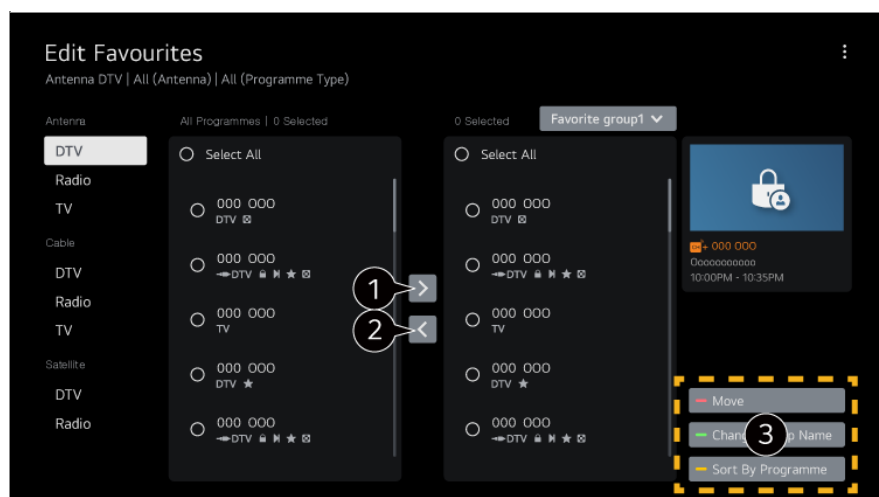 Edit Favourites
Antenna DTV | All (Antenna) | All (Programme Type)
Antenna
DTV
Radio
TV
Cable
DTV
Radio
TV
Satellite
DTV
Radio
All Programmes | 0 Selected
Select All
000 000
DTV
000 000
DTV
000 000
TV
000 000
DTV
000 000
DTV
1
2
0 Selected
Favorite group1
Select All
000 000
DTV
000 000
DTV
000 000
TV
000 000
DTV
000 000
DTV
+ 000 000
Ooooooooooo
10:00PM - 10:35PM
Move
3
Name
Sort By Programme